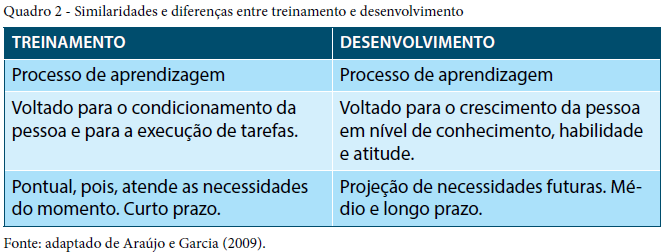 Quadro 2 - Similaridades e diferenças entre treinamento e desenvolvimento
TREINAMENTO
DESENVOLVIMENTO
Processo de aprendizagem
Processo de aprendizagem
Voltado para o condicionamento da
pessoa e para a execução de tarefas.
Voltado para o crescimento da pessoa
em nível de conhecimento, habilidade
e atitude.
Pontual, pois, atende as necessidades
do momento. Curto prazo.
Projeção de necessidades futuras. Mé-
dio e longo prazo.
Fonte: adaptado de Araújo e Garcia (2009).